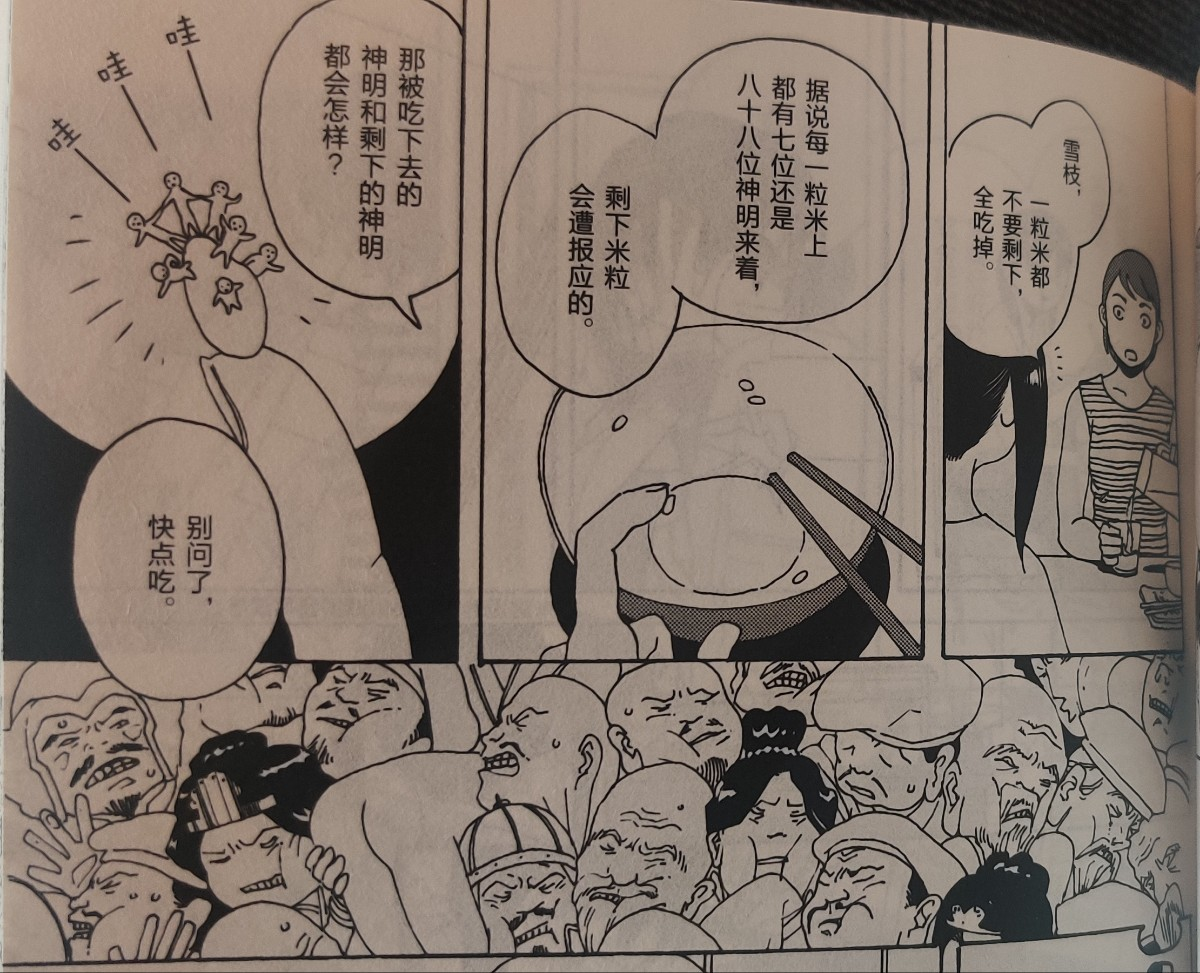 雪枝，
一粒米都
不要剩下，
全吃掉。
据说每一粒米上
都有七位还是
八十八位神明来着，
剩下米粒
会遭报应的。
那被吃下去的
神明和剩下的神明
都会怎样？
哇
哇
哇
别问了，
快点吃。